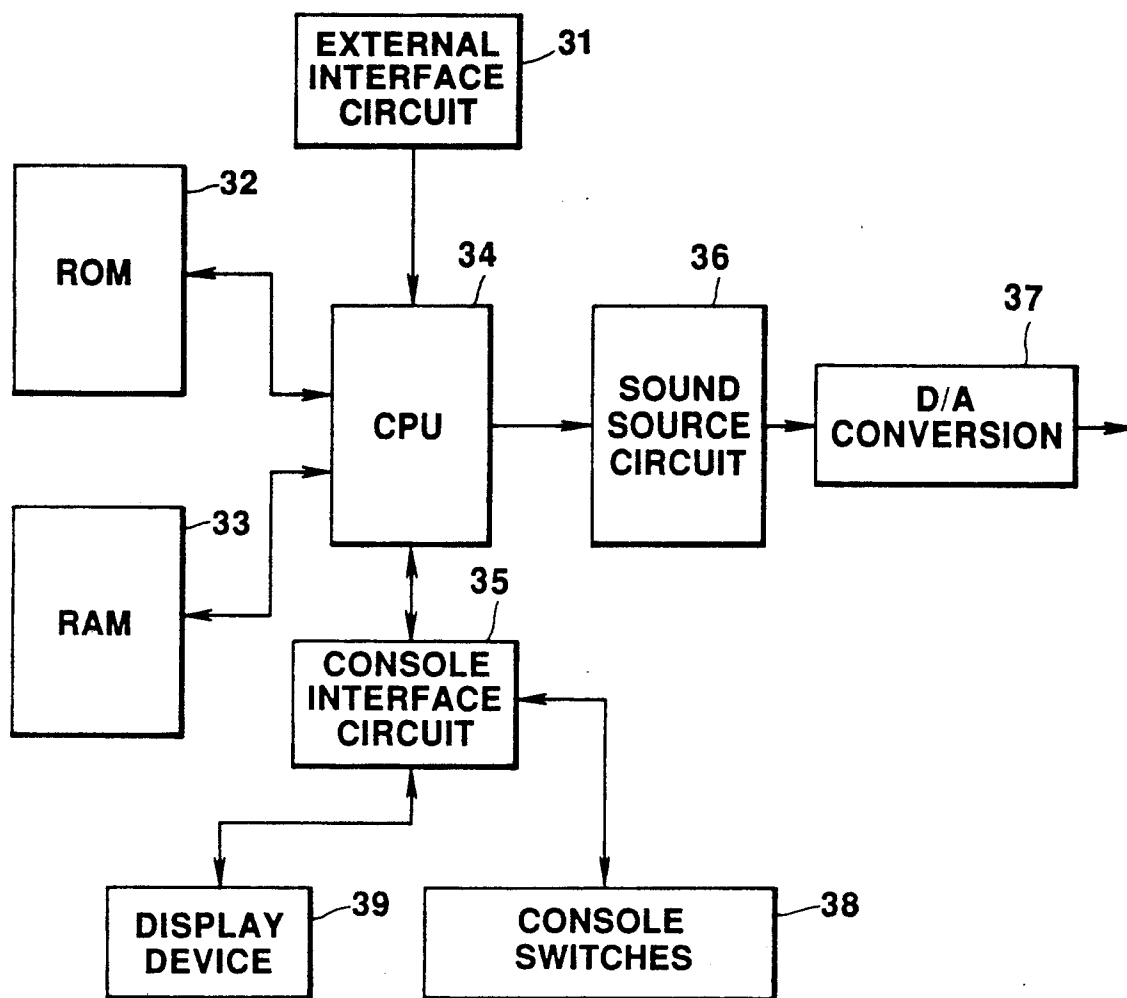 EXTERNAL
INTERFACE
CIRCUIT
31
32
ROM
34
CPU
36
SOUND
SOURCE
CIRCUIT
37
D/A
CONVERSION
33
RAM
35
CONSOLE
INTERFACE
CIRCUIT
DISPLAY
DEVICE
39
CONSOLE
SWITCHES
38